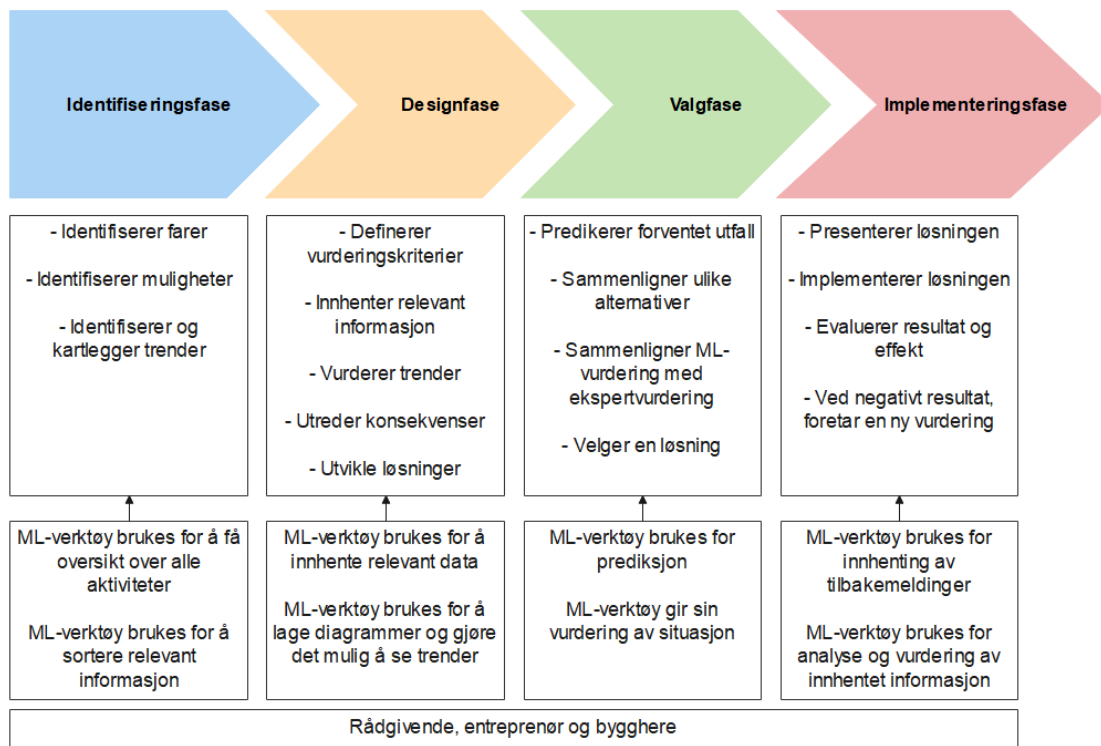 Identifiseringsfase
Designfase
Valgfase
Implementeringsfase
- Identifiserer farer
- Identifiserer muligheter
- Identifiserer og
kartlegger trender
- Definerer
vurderingskriterier
- Innhenter relevant
informasjon
- Vurderer trender
- Utreder konsekvenser
- Utvikle løsninger
- Predikerer forventet utfall
- Sammenligner ulike
alternativer
- Sammenligner ML-
vurdering med
ekspertvurdering
- Velger en løsning
- Presenterer løsningen
- Implementerer løsningen
- Evaluerer resultat og
effekt
- Ved negativt resultat,
foretar en ny vurdering
ML-verktøy brukes for å få
oversikt over alle
aktiviteter
ML-verktøy brukes for å
sortere relevant
informasjon
ML-verktøy brukes for å
innhente relevant data
ML-verktøy brukes for å
lage diagrammer og gjøre
det mulig å se trender
ML-verktøy brukes for
prediksjon
ML-verktøy gir sin
vurdering av situasjon
ML-verktøy brukes for
innhenting av
tilbakemeldinger
ML-verktøy brukes for
analyse og vurdering av
innhentet informasjon
Rådgivende, entreprenør og bygghere